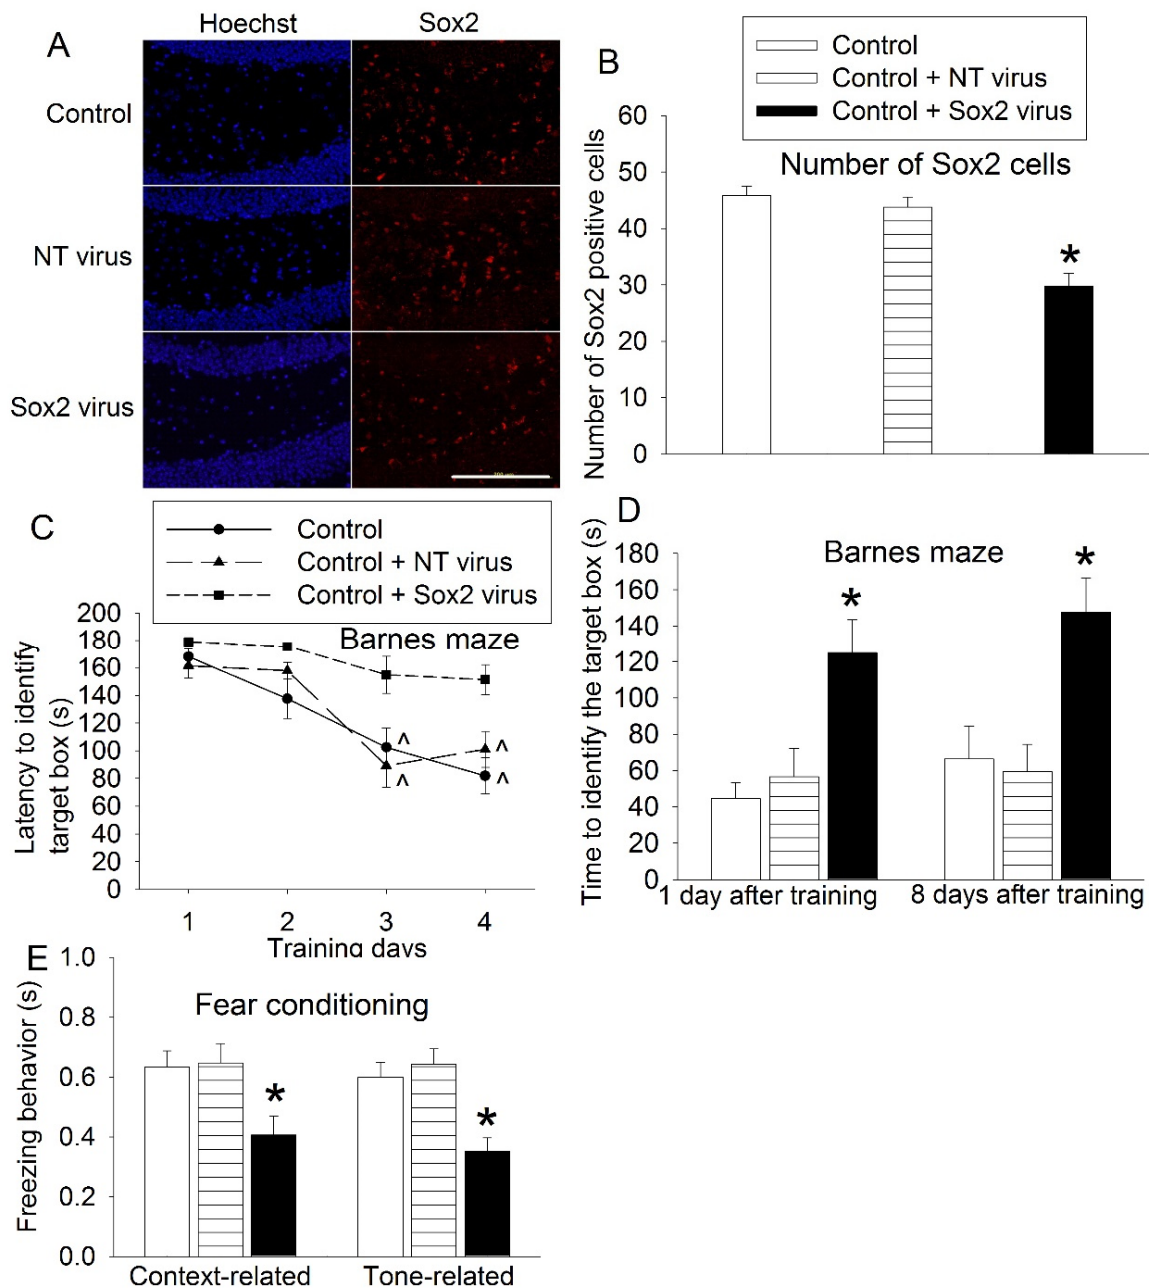 A
Hoechst
Sox2
Control
NT virus
Sox2 virus
B
Control
Control + NT virus
Control + Sox2 virus
Number of Sox2 cells
Number of Sox2 positive cells
60
50
40
30
20
10
0
*
C
Control
Control + NT virus
Control + Sox2 virus
Barnes maze
Latency to identify
target box (s)
200
180
160
140
120
100
80
60
40
20
0
^
^
^
^
1 2 3 4
Training days
D
Barnes maze
Time to identify the target box (s)
180
160
140
120
100
80
60
40
20
0
*
*
1 day after training
8 days after training
E
Fear conditioning
Freezing behavior (s)
1.0
0.8
0.6
0.4
0.2
0.0
*
*
Context-related
Tone-related